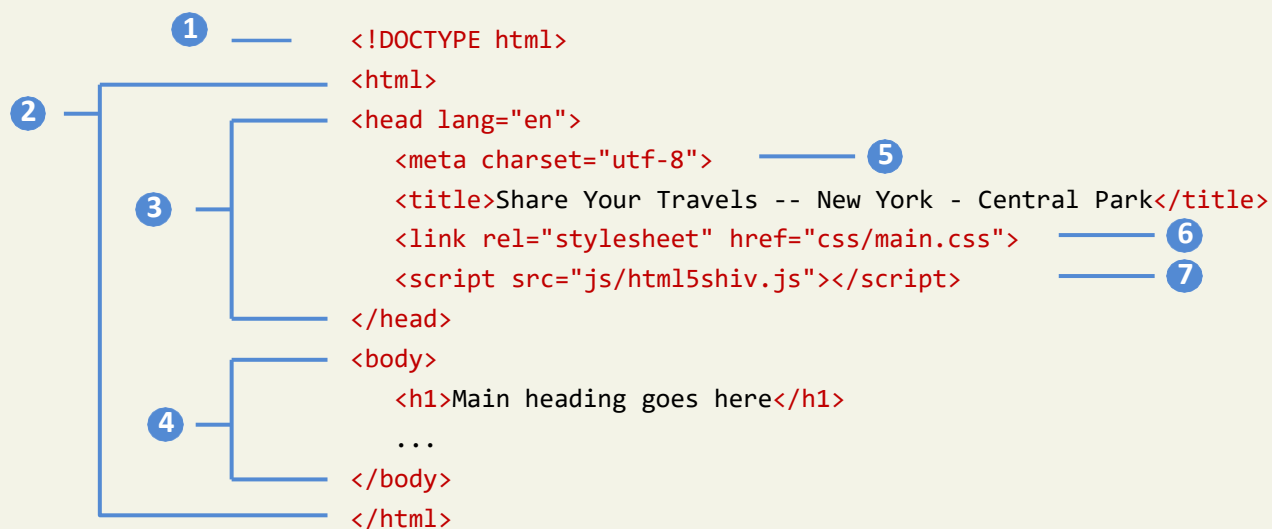 1 <!DOCTYPE html>
<html>
2
<head lang="en">
<meta charset="utf-8"> 5
3 <title>Share Your Travels -- New York - Central Park</title>
<link rel="stylesheet" href="css/main.css"> 6
<script src="js/html5shiv.js"></script> 7
</head>
<body>
<h1>Main heading goes here</h1>
4
...
</body>
</html>